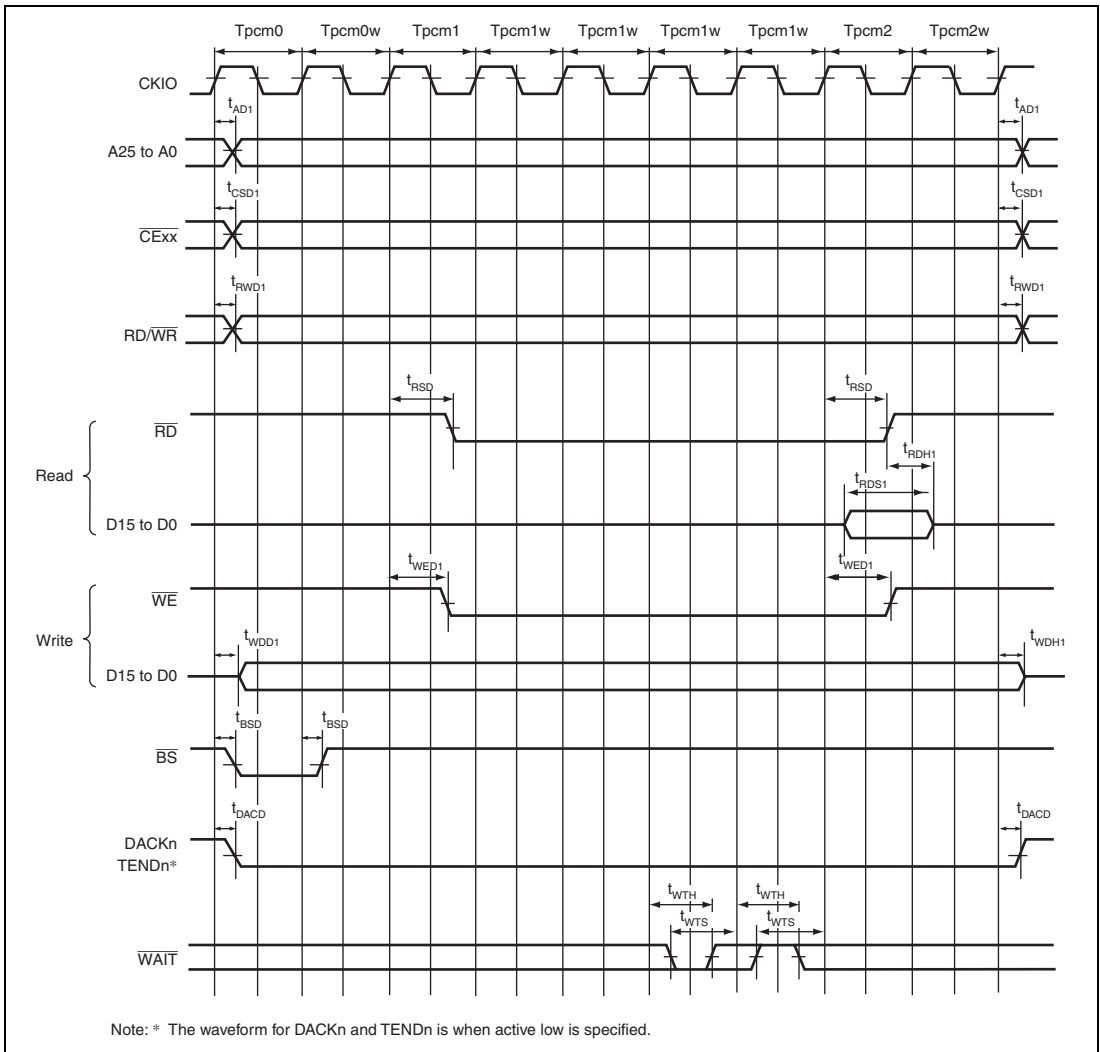 Tpcm0 Tpcm0w Tpcm1 Tpcm1w Tpcm1w Tpcm1w Tpcm1w Tpcm2 Tpcm2w
CKIO
tAD1 tAD1
A25 to A0
tCSD1 tCSD1
CExx
tRWD1 tRWD1
RD/WR
tRSD tRSD
RD
tRDH1
Read
tRDS1
D15 to D0
tWED1 tWED1
WE
Write
tWDD1 tWDH1
D15 to D0
tBSD tBSD
BS
tDACD tDACD
DACKn
TENDn*
tWTH tWTH
tWTS tWTS
WAIT
Note: * The waveform for DACKn and TENDn is when active low is specified.